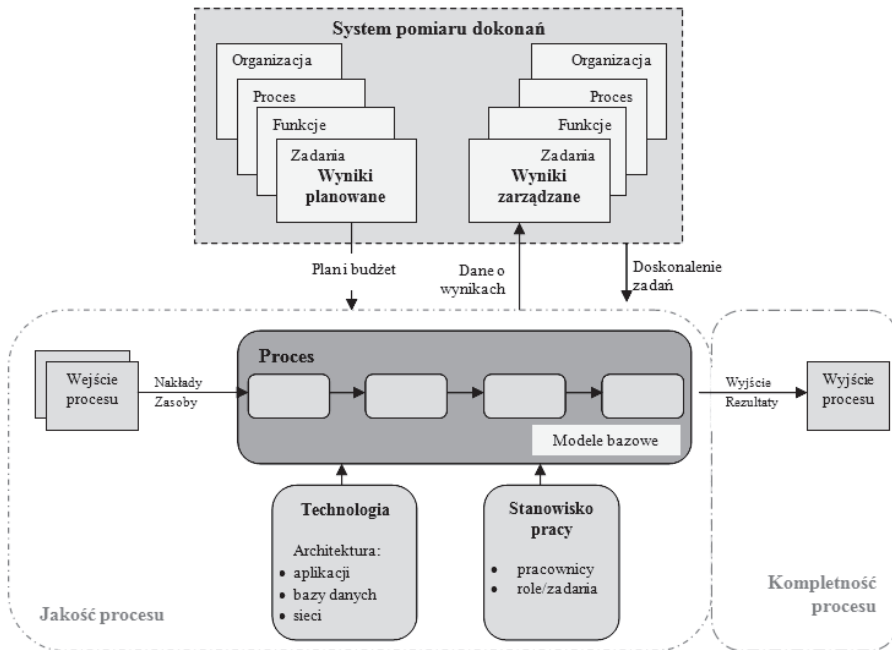 System pomiaru dokonań
Organizacja
Proces
Funkcje
Zadania
Wyniki
planowane
Organizacja
Proces
Funkcje
Zadania
Wyniki
zarządzane
Plan i budżet
Dane o
wynikach
Doskonalenie
zadań
Wejście
procesu
Nakłady
Zasoby
Proces
Modele bazowe
Wyjście
Rezultaty
Wyjście
procesu
Technologia
Architektura:
• aplikacji
• bazy danych
• sieci
Stanowisko
pracy
• pracownicy
• role/zadania
Jakość procesu
Kompletność
procesu